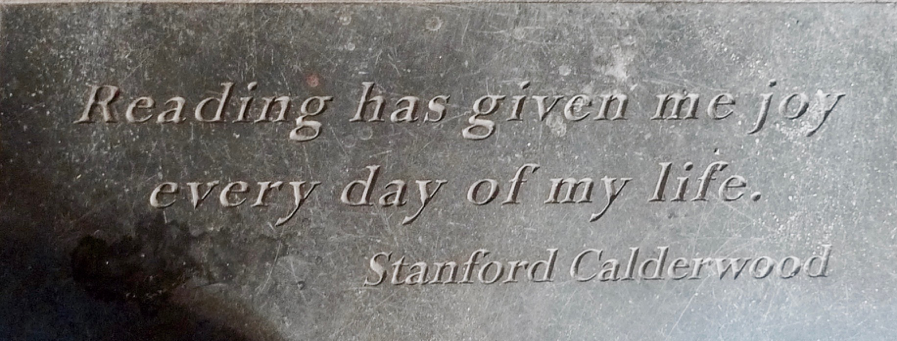 Reading has given me joy
every day of my life.
Stanford Calderwood